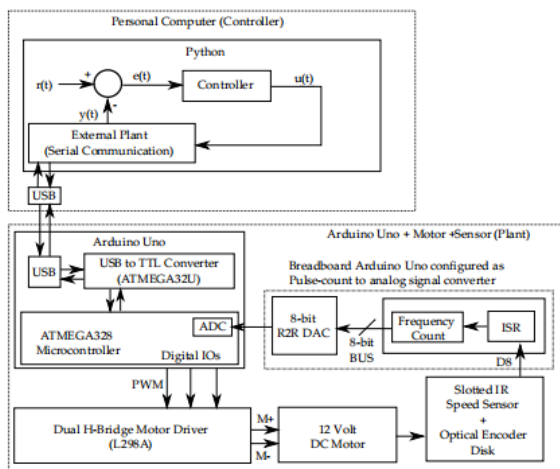 Personal Computer (Controller)
Python
r(t)
+
-
e(t)
Controller
u(t)
y(t)
External Plant
(Serial Communication)
USB
Arduino Uno + Motor +Sensor (Plant)
Arduino Uno
USB
USB to TTL Converter
(ATMEGA32U)
ATMEGA328
Microcontroller
ADC
Digital IOs
Breadboard Arduino Uno configured as
Pulse-count to analog signal converter
8-bit
R2R DAC
8-bit
BUS
Frequency
Count
ISR
D8
PWM
Dual H-Bridge Motor Driver
(L298A)
M+
M-
12 Volt
DC Motor
Slotted IR
Speed Sensor
+
Optical Encoder
Disk